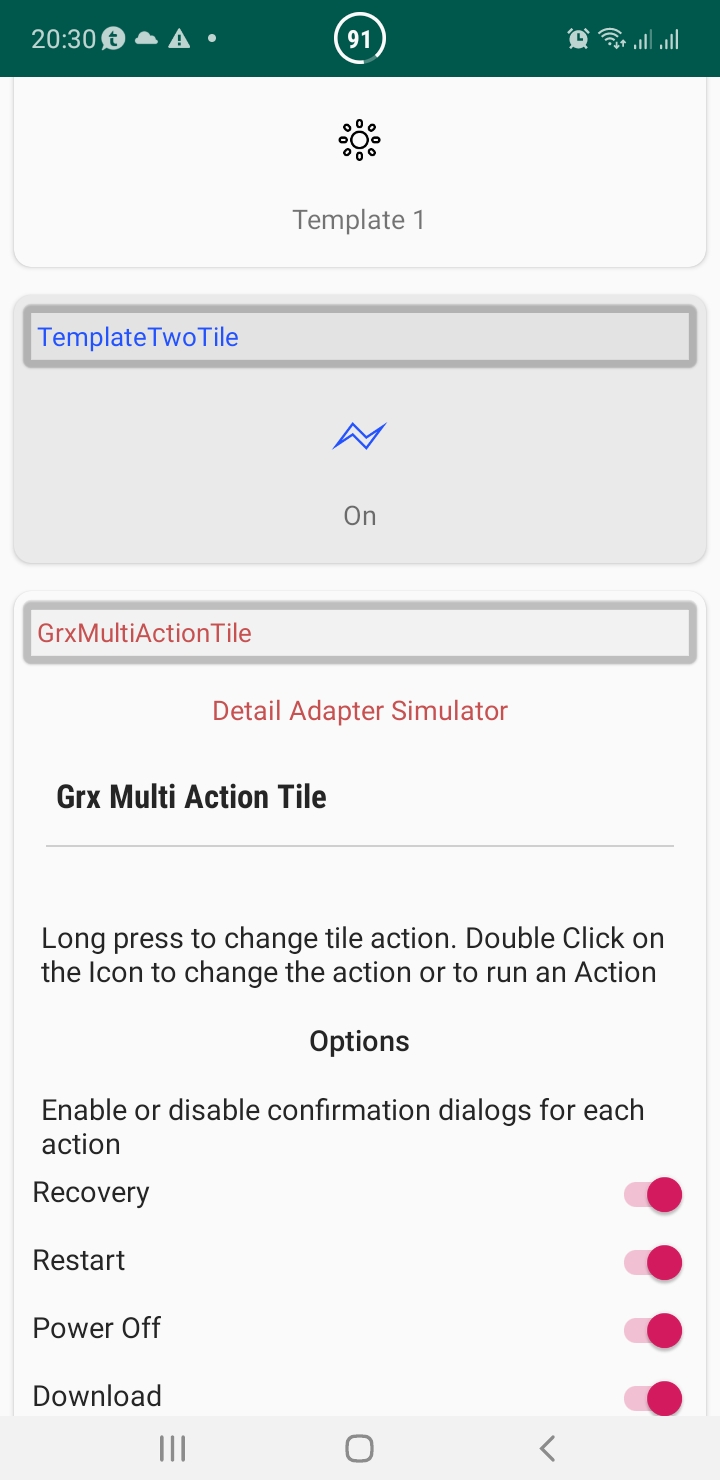 20:30
91
Template 1
TemplateTwoTile
On
GrxMultiActionTile
Detail Adapter Simulator
Grx Multi Action Tile
Long press to change tile action. Double Click on
the Icon to change the action or to run an Action
Options
Enable or disable confirmation dialogs for each
action
Recovery
Restart
Power Off
Download